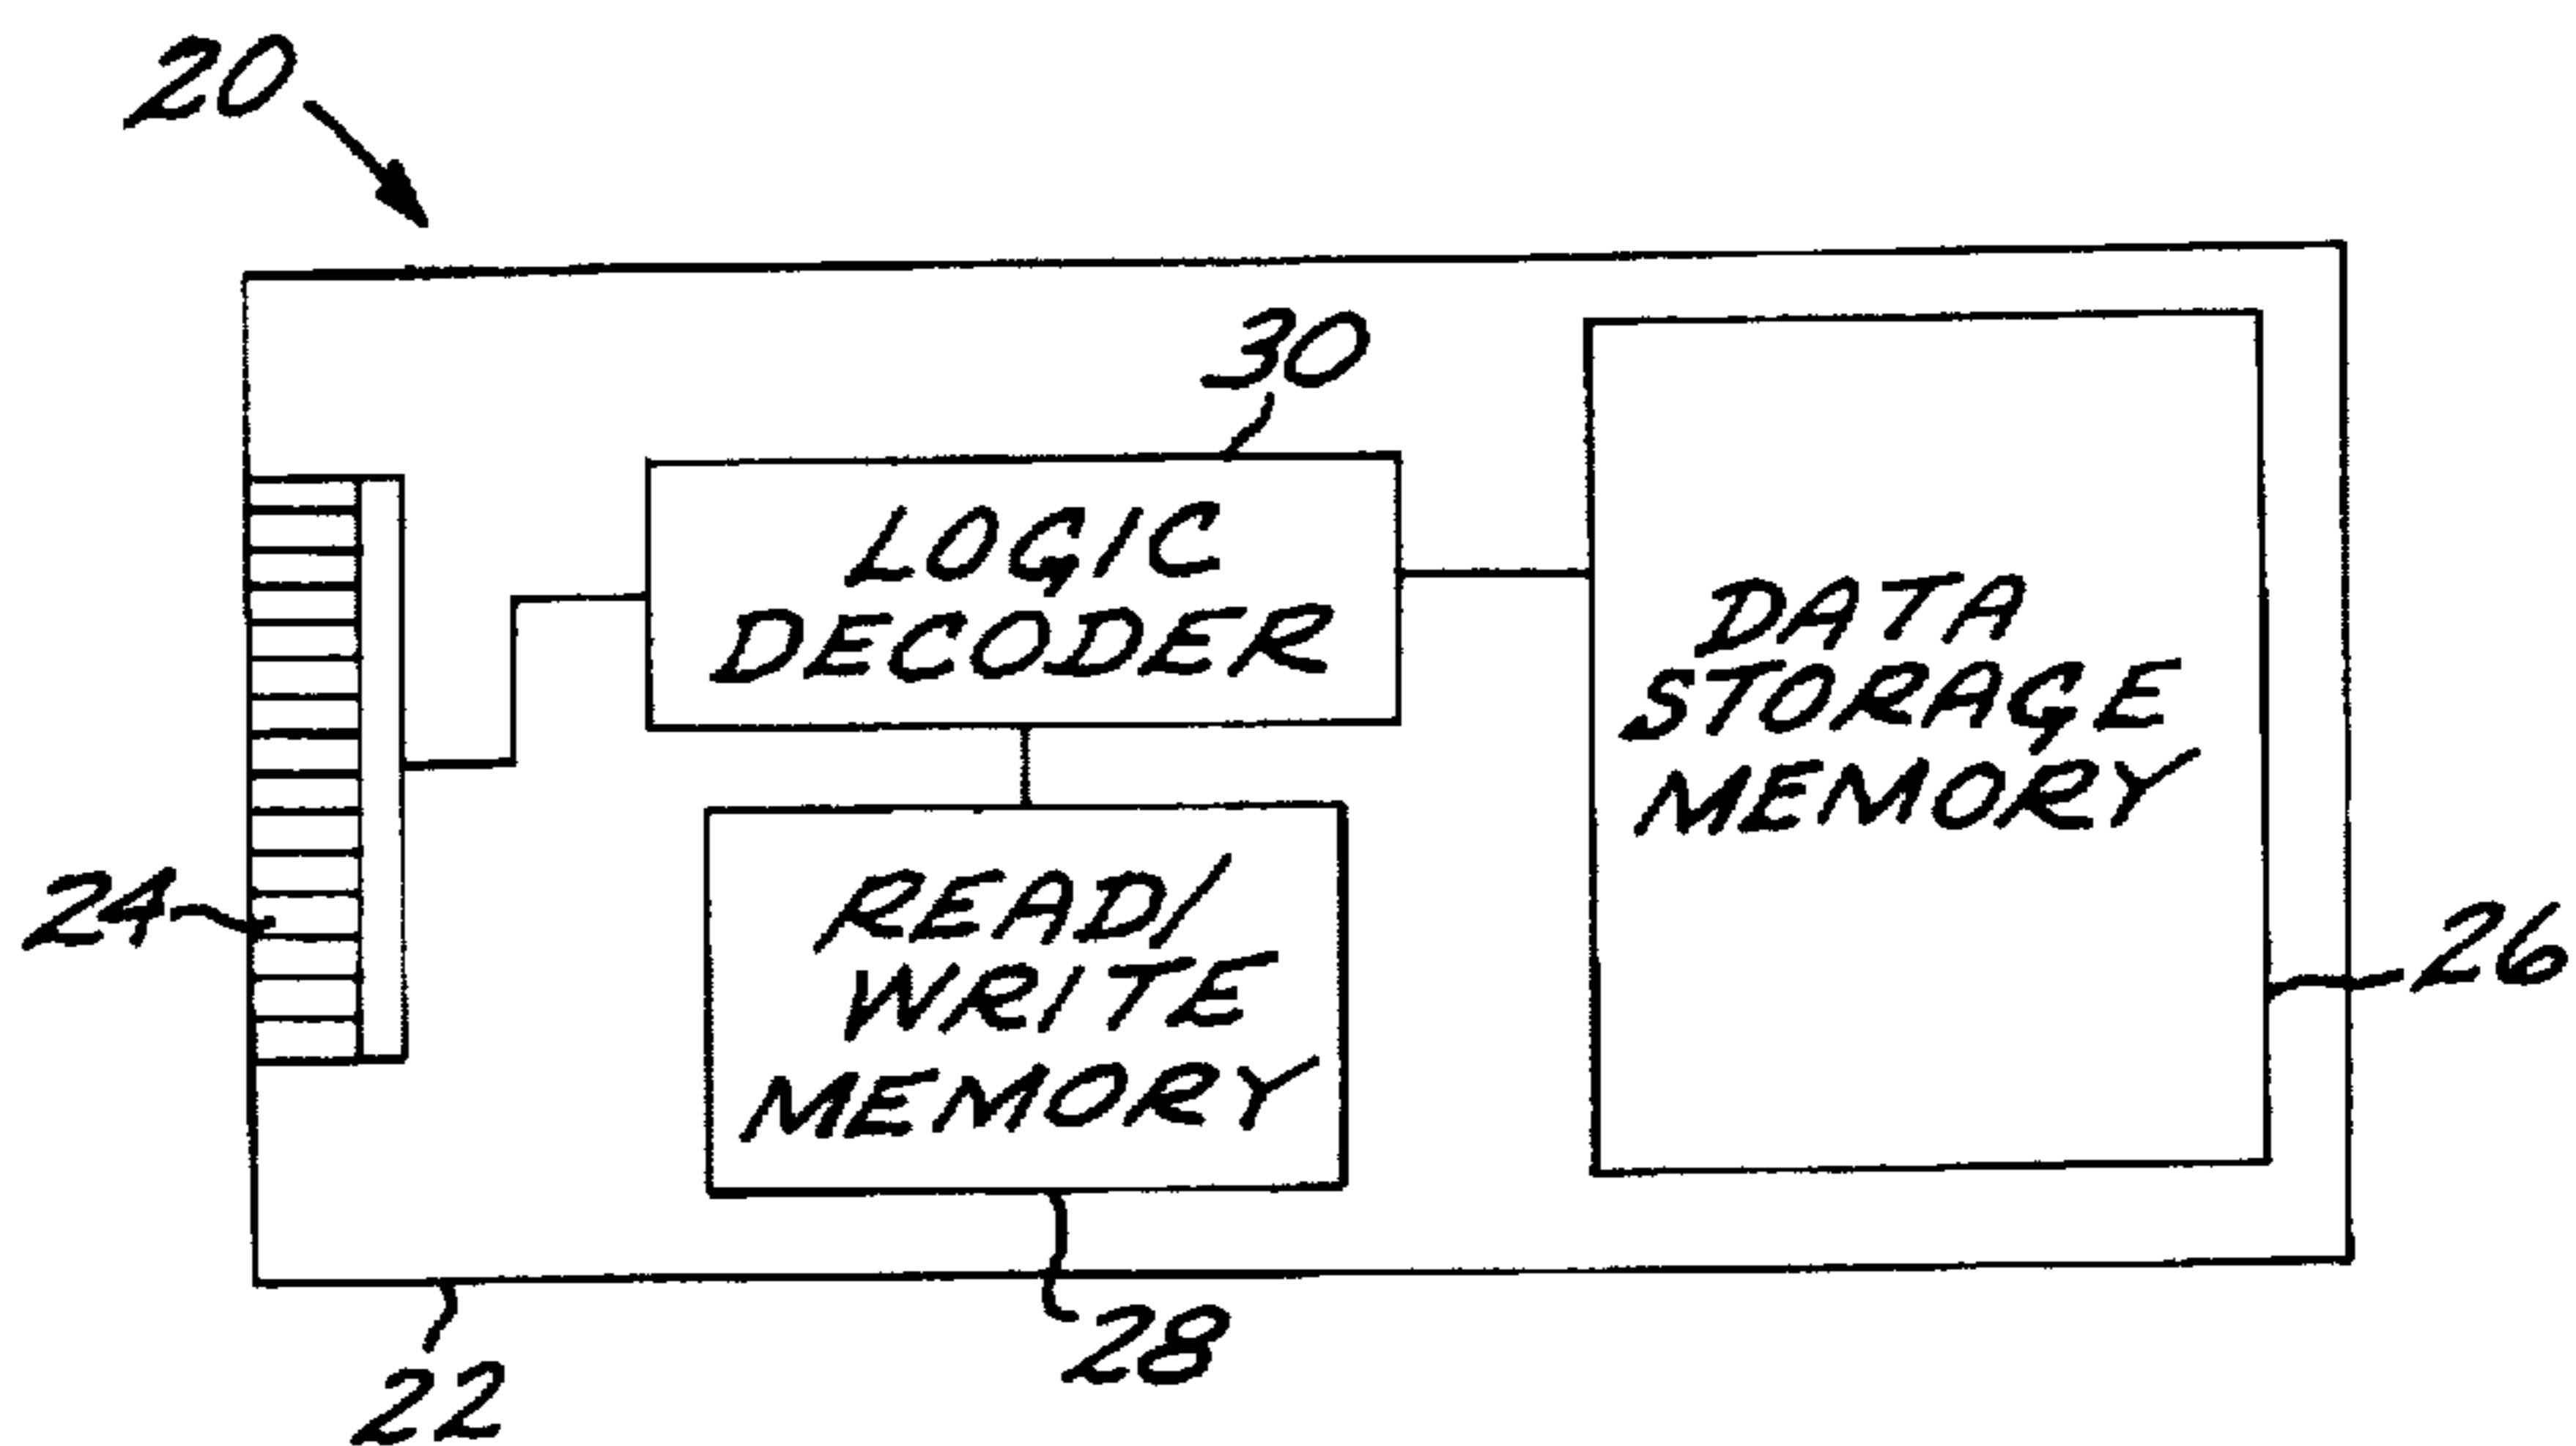 20
30
LOGIC
DECODER
DATA
STORAGE
MEMORY
READ/
WRITE
MEMORY
24
26
28
22